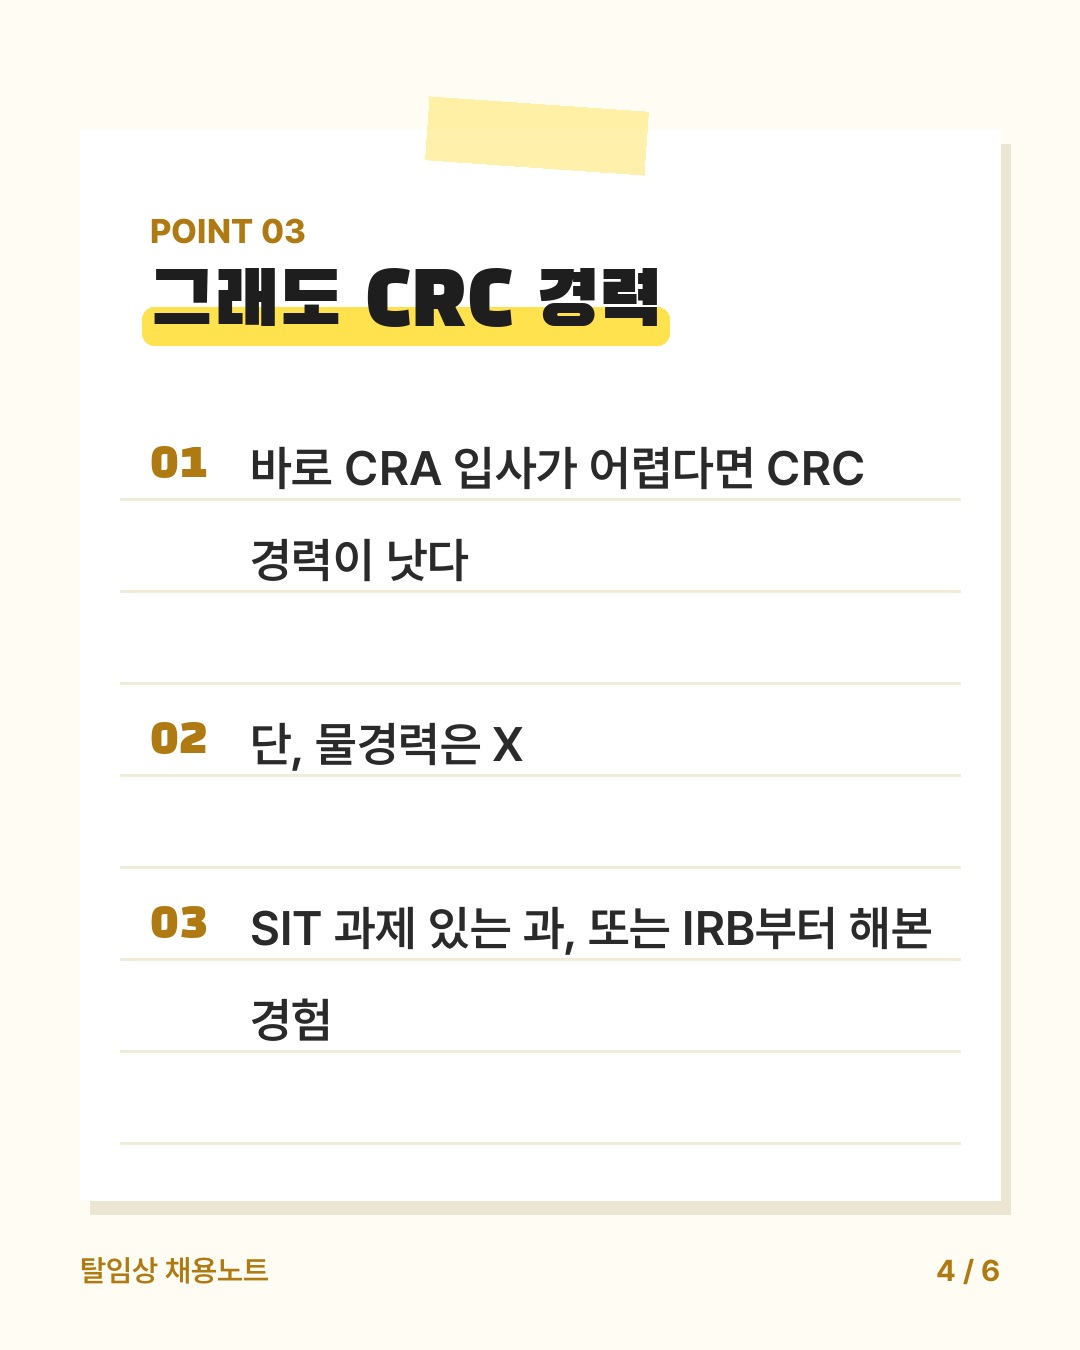 POINT 03
그래도 CRC 경력
01 바로 CRA 입사가 어렵다면 CRC
경력이 낫다
02 단, 물경력은 X
03 SIT 과제 있는 과, 또는 IRB부터 해본
경험
탈임상 채용노트
4 / 6